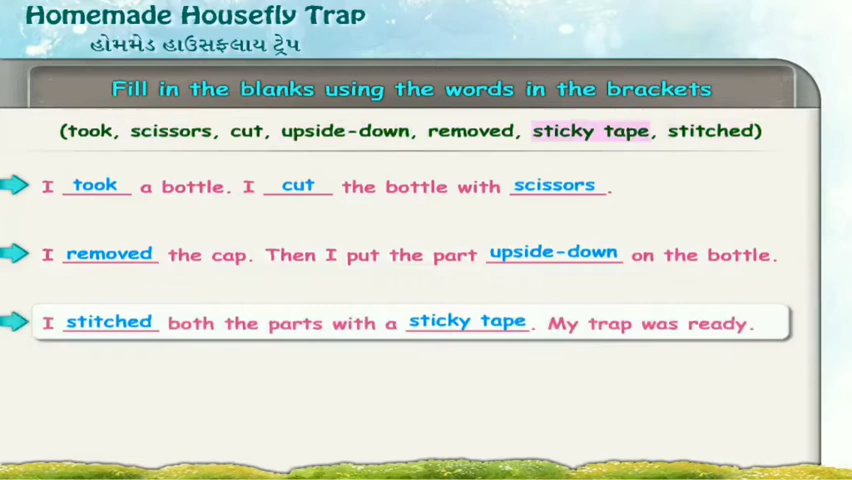 Homemade Housefly Trap
હોમમેડ હાઉસફ્લાય ટ્રેપ
Fill in the blanks using the words in the brackets
(took, scissors, cut, upside-down, removed, sticky tape, stitched)
I took a bottle. I cut the bottle with scissors.
I removed the cap. Then I put the part upside-down on the bottle.
I stitched both the parts with a sticky tape. My trap was ready.